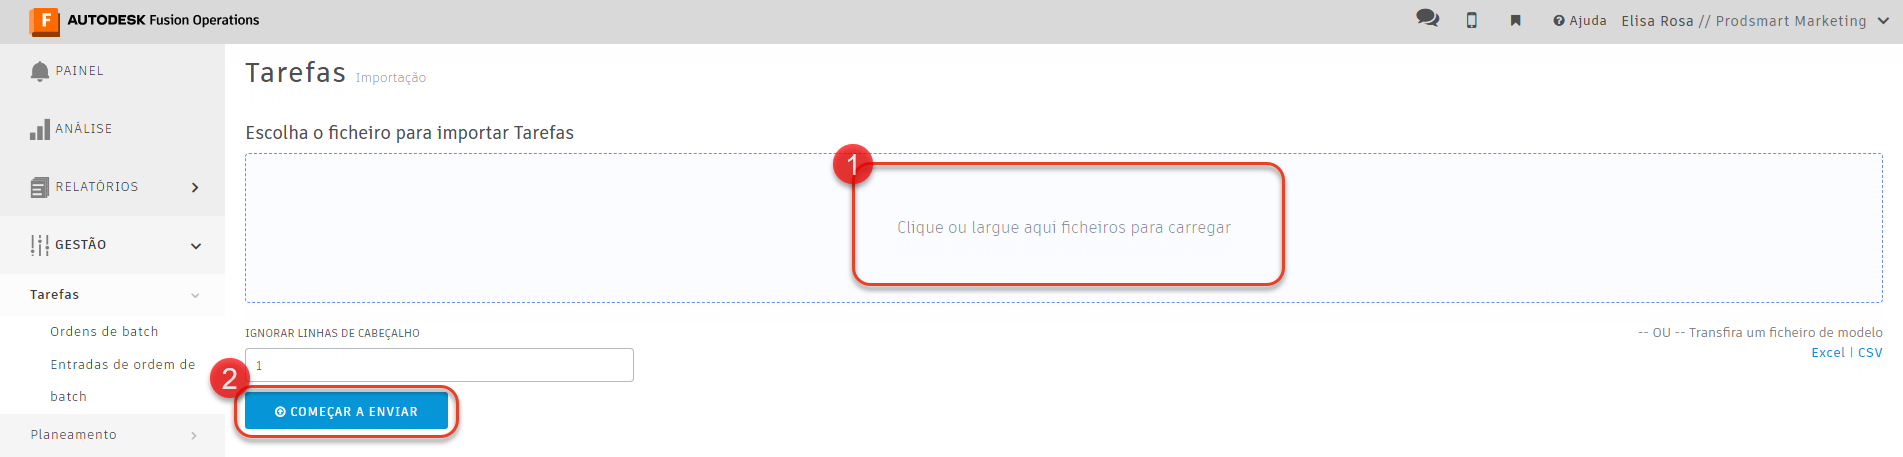 F AUTODESK Fusion Operations
Ajuda Elisa Rosa // Prodsmart Marketing
PAINEL
ANÁLISE
RELATÓRIOS
GESTÃO
Tarefas
Ordens de batch
Entradas de ordem de
batch
Planeamento
Tarefas Importação
Escolha o ficheiro para importar Tarefas
1
Clique ou largue aqui ficheiros para carregar
IGNORAR LINHAS DE CABEÇALHO
1
-- OU -- Transfira um ficheiro de modelo
Excel | CSV
2
COMEÇAR A ENVIAR